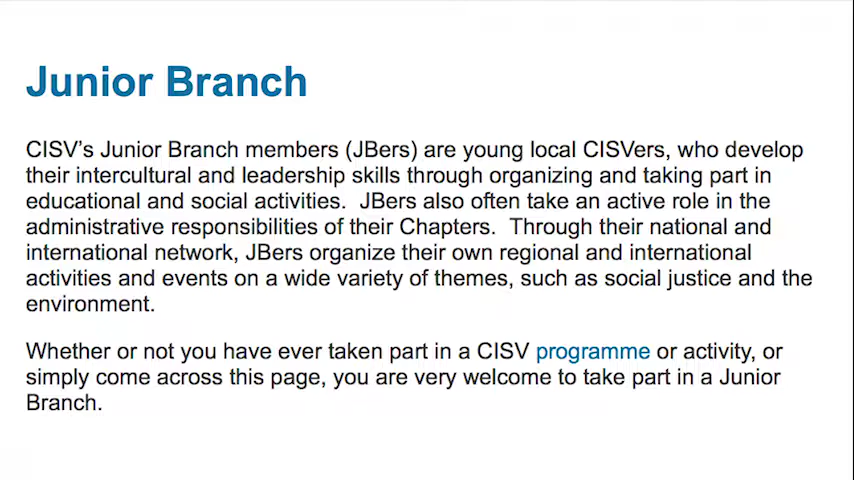 Junior Branch
CISV’s Junior Branch members (JBers) are young local CISVers, who develop
their intercultural and leadership skills through organizing and taking part in
educational and social activities.  JBers also often take an active role in the
administrative responsibilities of their Chapters.  Through their national and
international network, JBers organize their own regional and international
activities and events on a wide variety of themes, such as social justice and the
environment.
Whether or not you have ever taken part in a CISV programme or activity, or
simply come across this page, you are very welcome to take part in a Junior
Branch.